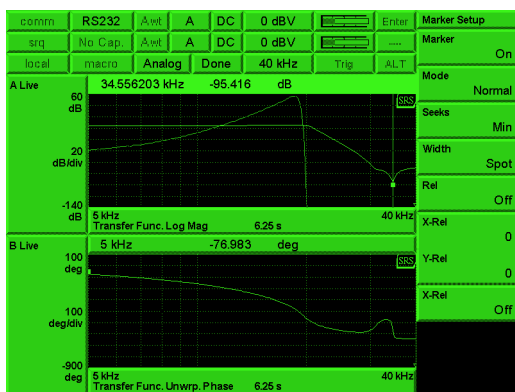 comm RS232 Awt A DC 0 dBV Enter Marker Setup
srq No Cap. Awt A DC 0 dBV ---- Marker On
local macro Analog Done 40 kHz Trig ALT
Mode Normal
A Live 34.556203 kHz -95.416 dB
Seeks Min
60 dB SRS
Width Spot
20 dB/div
Rel Off
-140 dB 5 kHz 40 kHz
Transfer Func. Log Mag 6.25 s
X-Rel 0
B Live 5 kHz -76.983 deg
Y-Rel 0
100 deg SRS
X-Rel Off
100 deg/div
-900 deg 5 kHz 40 kHz
Transfer Func. Unwrp. Phase 6.25 s